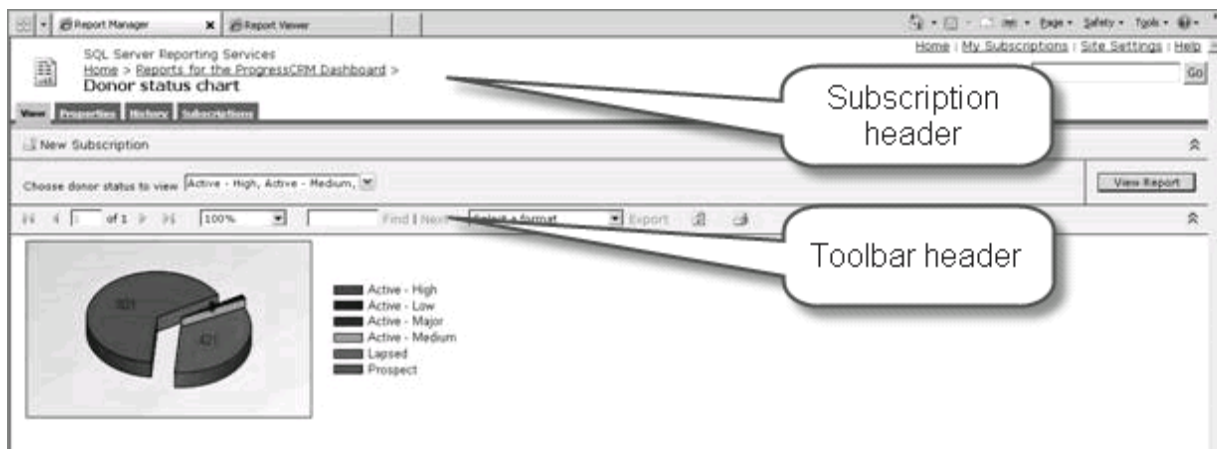 Report Manager
Report Viewer
Page
Safety
Tools
SQL Server Reporting Services
Home | My Subscriptions | Site Settings | Help
Home > Reports for the ProgressCRM Dashboard >
Donor status chart
Go
View
Properties
History
Subscriptions
Subscription
header
New Subscription
Choose donor status to view
Active - High, Active - Medium,
View Report
1 of 1
100%
Find | Next
Select a format
Export
Toolbar header
421
Active - High
Active - Low
Active - Major
Active - Medium
Lapsed
Prospect